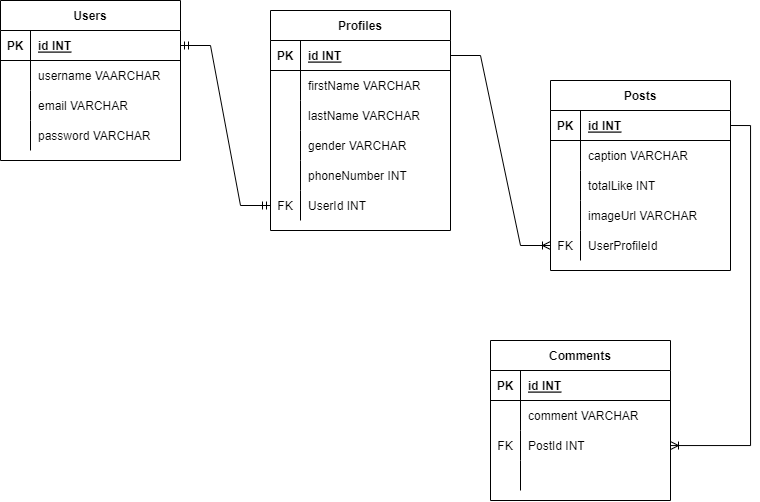 Users
PK id INT
username VAARCHAR
email VARCHAR
password VARCHAR
Profiles
PK id INT
firstName VARCHAR
lastName VARCHAR
gender VARCHAR
phoneNumber INT
FK UserId INT
Posts
PK id INT
caption VARCHAR
totalLike INT
imageUrl VARCHAR
FK UserProfileId
Comments
PK id INT
comment VARCHAR
FK PostId INT